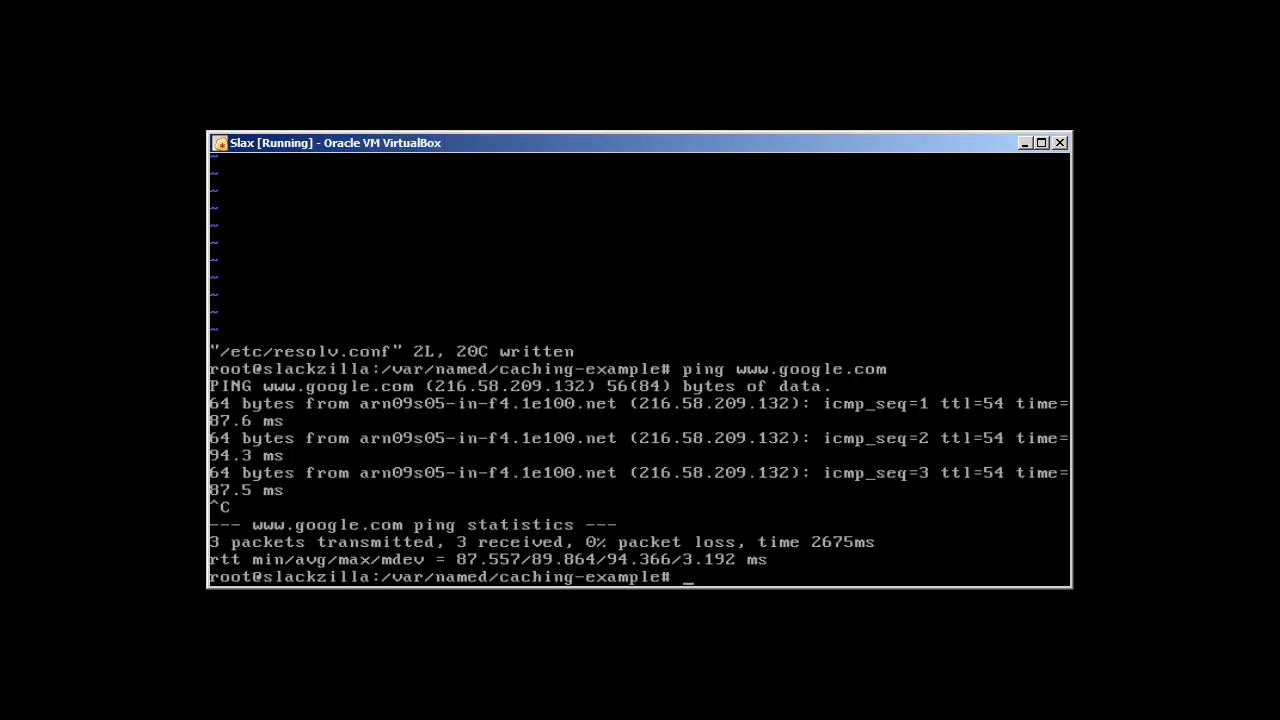 Slax [Running] - Oracle VM VirtualBox
~
~
~
~
~
~
~
~
~
~
~
"/etc/resolv.conf" 2L, 20C written
root@slackzilla:/var/named/caching-example# ping www.google.com
PING www.google.com (216.58.209.132) 56(84) bytes of data.
64 bytes from arn09s05-in-f4.1e100.net (216.58.209.132): icmp_seq=1 ttl=54 time=
87.6 ms
64 bytes from arn09s05-in-f4.1e100.net (216.58.209.132): icmp_seq=2 ttl=54 time=
94.3 ms
64 bytes from arn09s05-in-f4.1e100.net (216.58.209.132): icmp_seq=3 ttl=54 time=
87.5 ms
^C
--- www.google.com ping statistics ---
3 packets transmitted, 3 received, 0% packet loss, time 2675ms
rtt min/avg/max/mdev = 87.557/89.864/94.366/3.192 ms
root@slackzilla:/var/named/caching-example# _